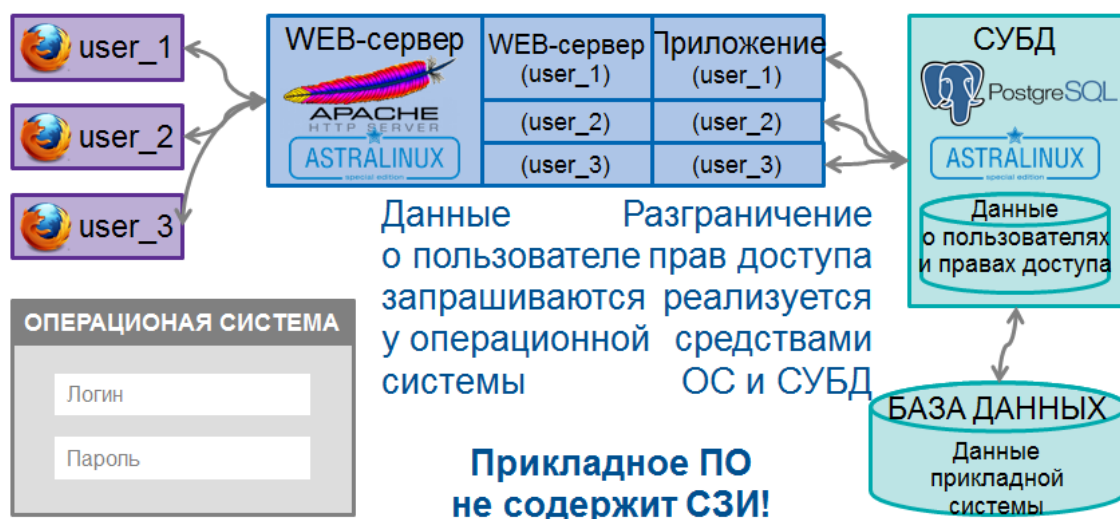 user_1
user_2
user_3
WEB-сервер
APACHE
HTTP SERVER
ASTRALINUX
special edition
WEB-сервер
(user_1)
(user_2)
(user_3)
Приложение
(user_1)
(user_2)
(user_3)
СУБД
PostgreSQL
ASTRALINUX
special edition
Данные
о пользователях
и правах доступа
Данные
о пользователе
запрашиваются
у операционной
системы
Разграничение
прав доступа
реализуется
средствами
ОС и СУБД
ОПЕРАЦИОНАЯ СИСТЕМА
Логин
Пароль
Прикладное ПО
не содержит СЗИ!
БАЗА ДАННЫХ
Данные
прикладной
системы